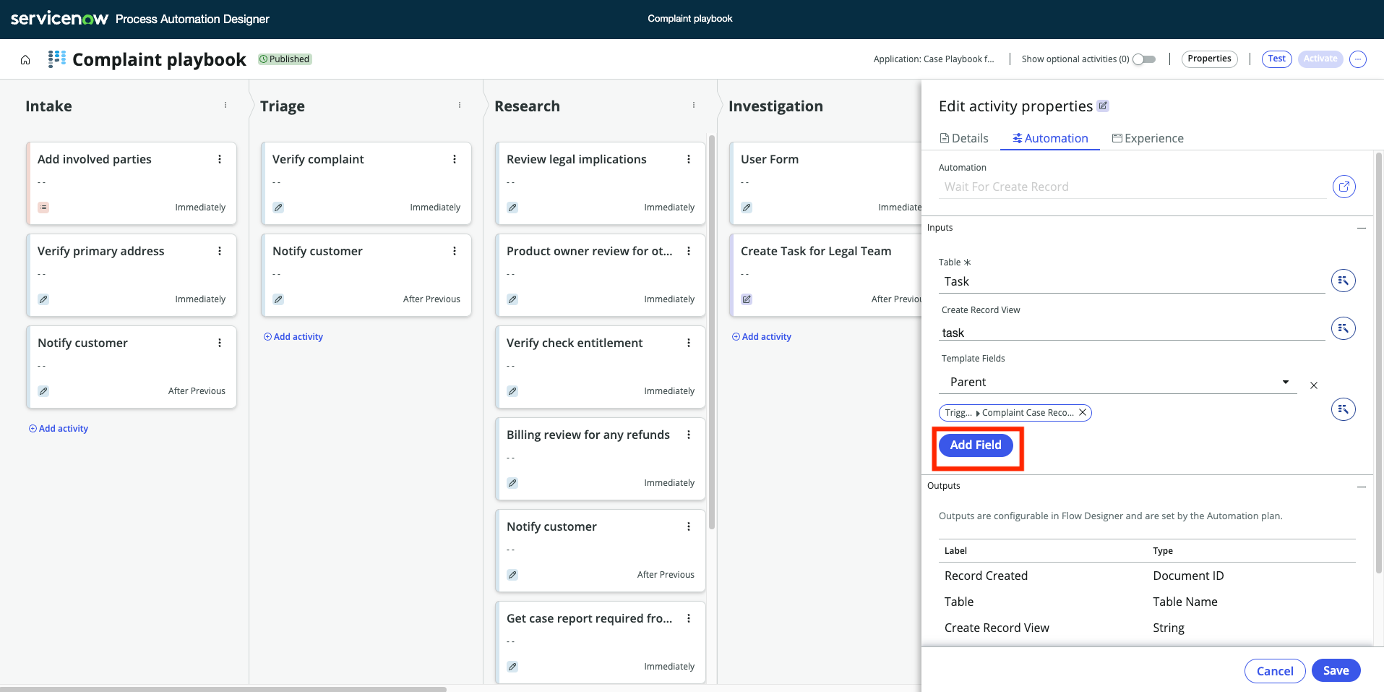 servicenow Process Automation Designer
Complaint playbook
Complaint playbook
Published
Application: Case Playbook f...
Show optional activities (0)
Properties
Test
Activate
Intake
Add involved parties
--
Immediately
Verify primary address
--
Immediately
Notify customer
--
After Previous
Add activity
Triage
Verify complaint
--
Immediately
Notify customer
--
After Previous
Add activity
Research
Review legal implications
--
Immediately
Product owner review for ot...
--
Immediately
Verify check entitlement
--
Immediately
Billing review for any refunds
--
Immediately
Notify customer
--
After Previous
Get case report required fro...
--
Immediately
Investigation
User Form
--
Immediate
Create Task for Legal Team
--
After Previou
Add activity
Edit activity properties
Details
Automation
Experience
Automation
Wait For Create Record
Inputs
Table *
Task
Create Record View
task
Template Fields
Parent
Trigg... ▸ Complaint Case Reco...
Add Field
Outputs
Outputs are configurable in Flow Designer and are set by the Automation plan.
Label Type
Record Created Document ID
Table Table Name
Create Record View String
Cancel
Save